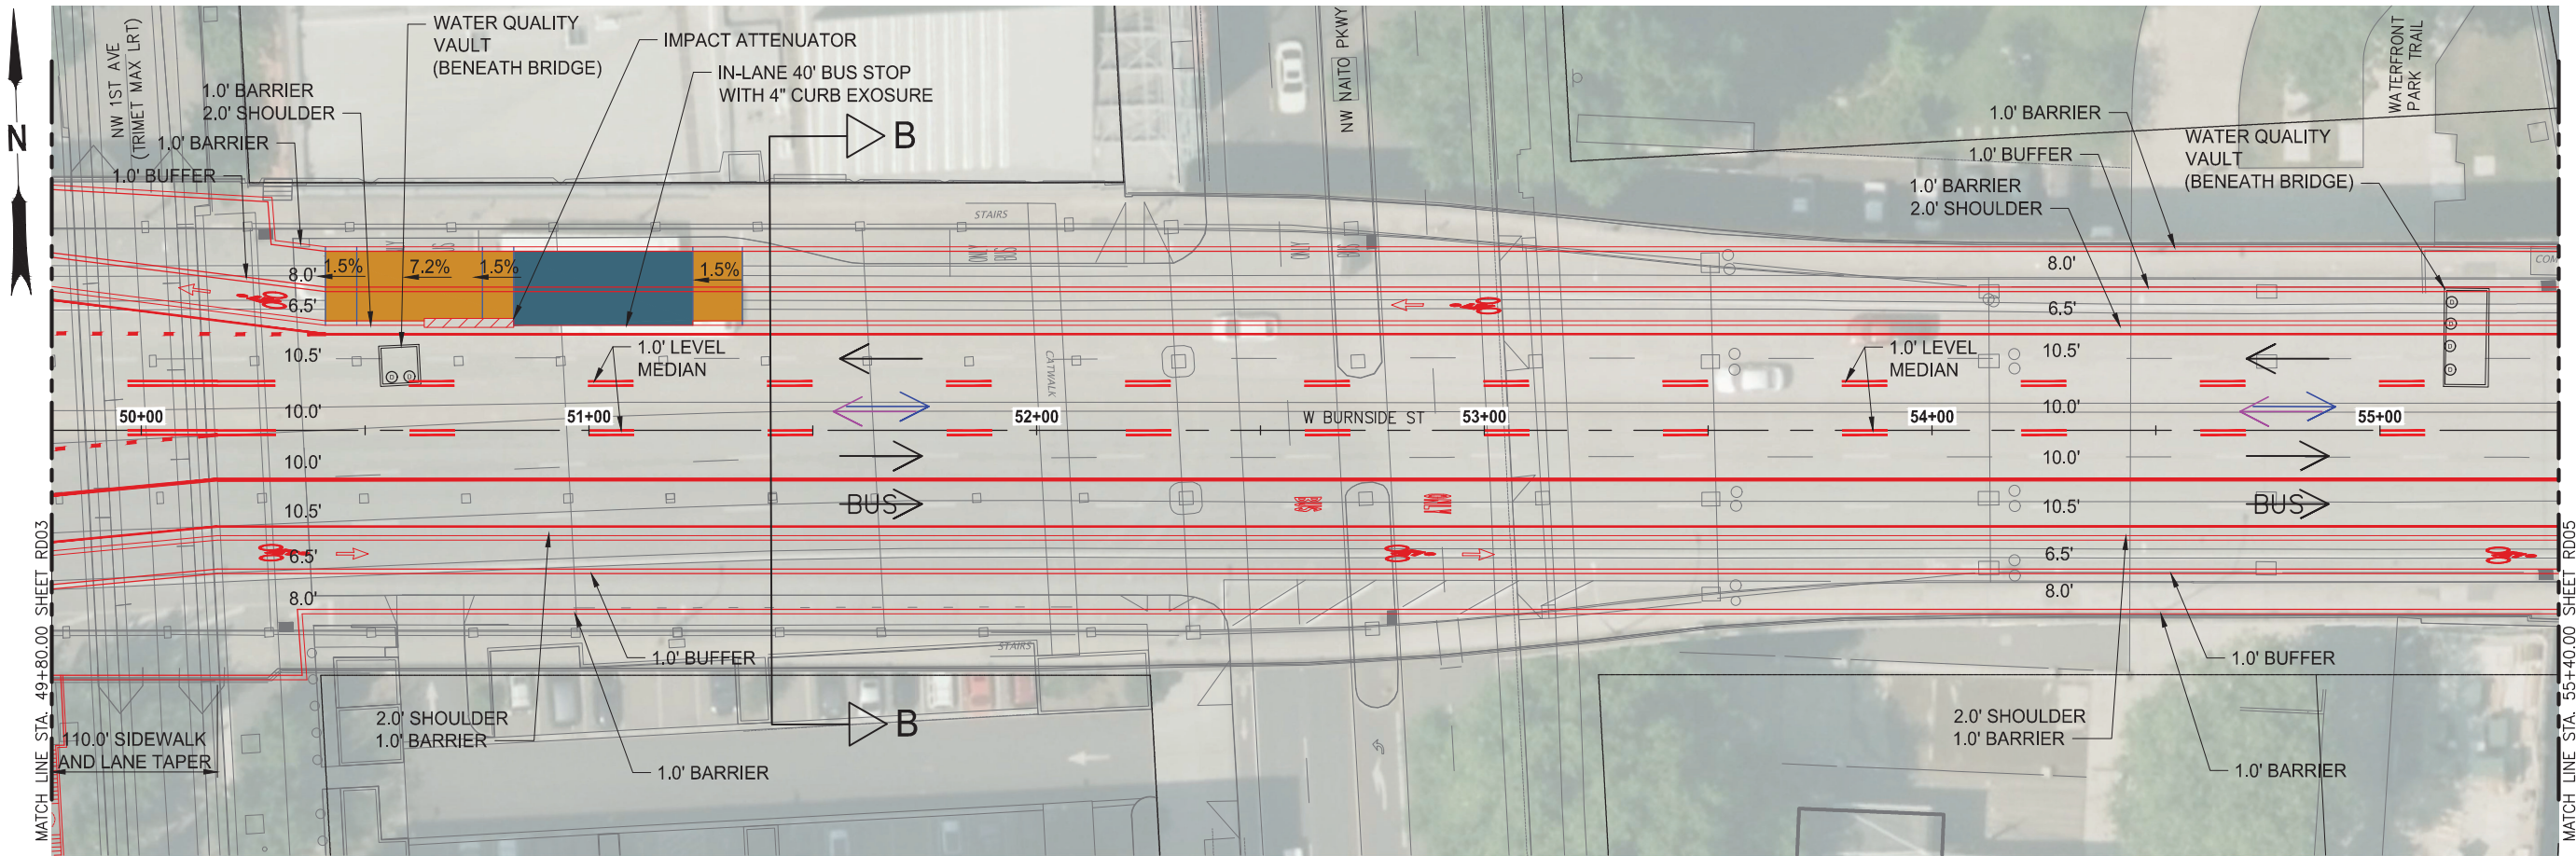 WATER QUALITY
VAULT
(BENEATH BRIDGE)
IMPACT ATTENUATOR
IN-LANE 40' BUS STOP
WITH 4" CURB EXOSURE
NW 1ST AVE
(TRIMET MAX LRT)
1.0' BARRIER
2.0' SHOULDER
1.0' BARRIER
1.0' BUFFER
N
B
NW NAITO PKWY
WATERFRONT
PARK TRAIL
1.0' BARRIER
1.0' BUFFER
1.0' BARRIER
2.0' SHOULDER
WATER QUALITY
VAULT
(BENEATH BRIDGE)
STAIRS
ONLY
BUS
ONLY
BUS
8.0'
1.5%
7.2%
1.5%
1.5%
6.5'
8.0'
6.5'
COM
10.5'
1.0' LEVEL
MEDIAN
CATWALK
1.0' LEVEL
MEDIAN
10.5'
50+00
10.0'
51+00
52+00
W BURNSIDE ST
53+00
54+00
10.0'
55+00
10.0'
10.0'
10.5'
BUS
BUS
ONLY
10.5'
BUS
6.5'
6.5'
8.0'
8.0'
STAIRS
1.0' BUFFER
1.0' BUFFER
2.0' SHOULDER
1.0' BARRIER
B
2.0' SHOULDER
1.0' BARRIER
110.0' SIDEWALK
AND LANE TAPER
1.0' BARRIER
1.0' BARRIER
MATCH LINE STA. 49+80.00 SHEET RD03
MATCH LINE STA. 55+40.00 SHEET RD05